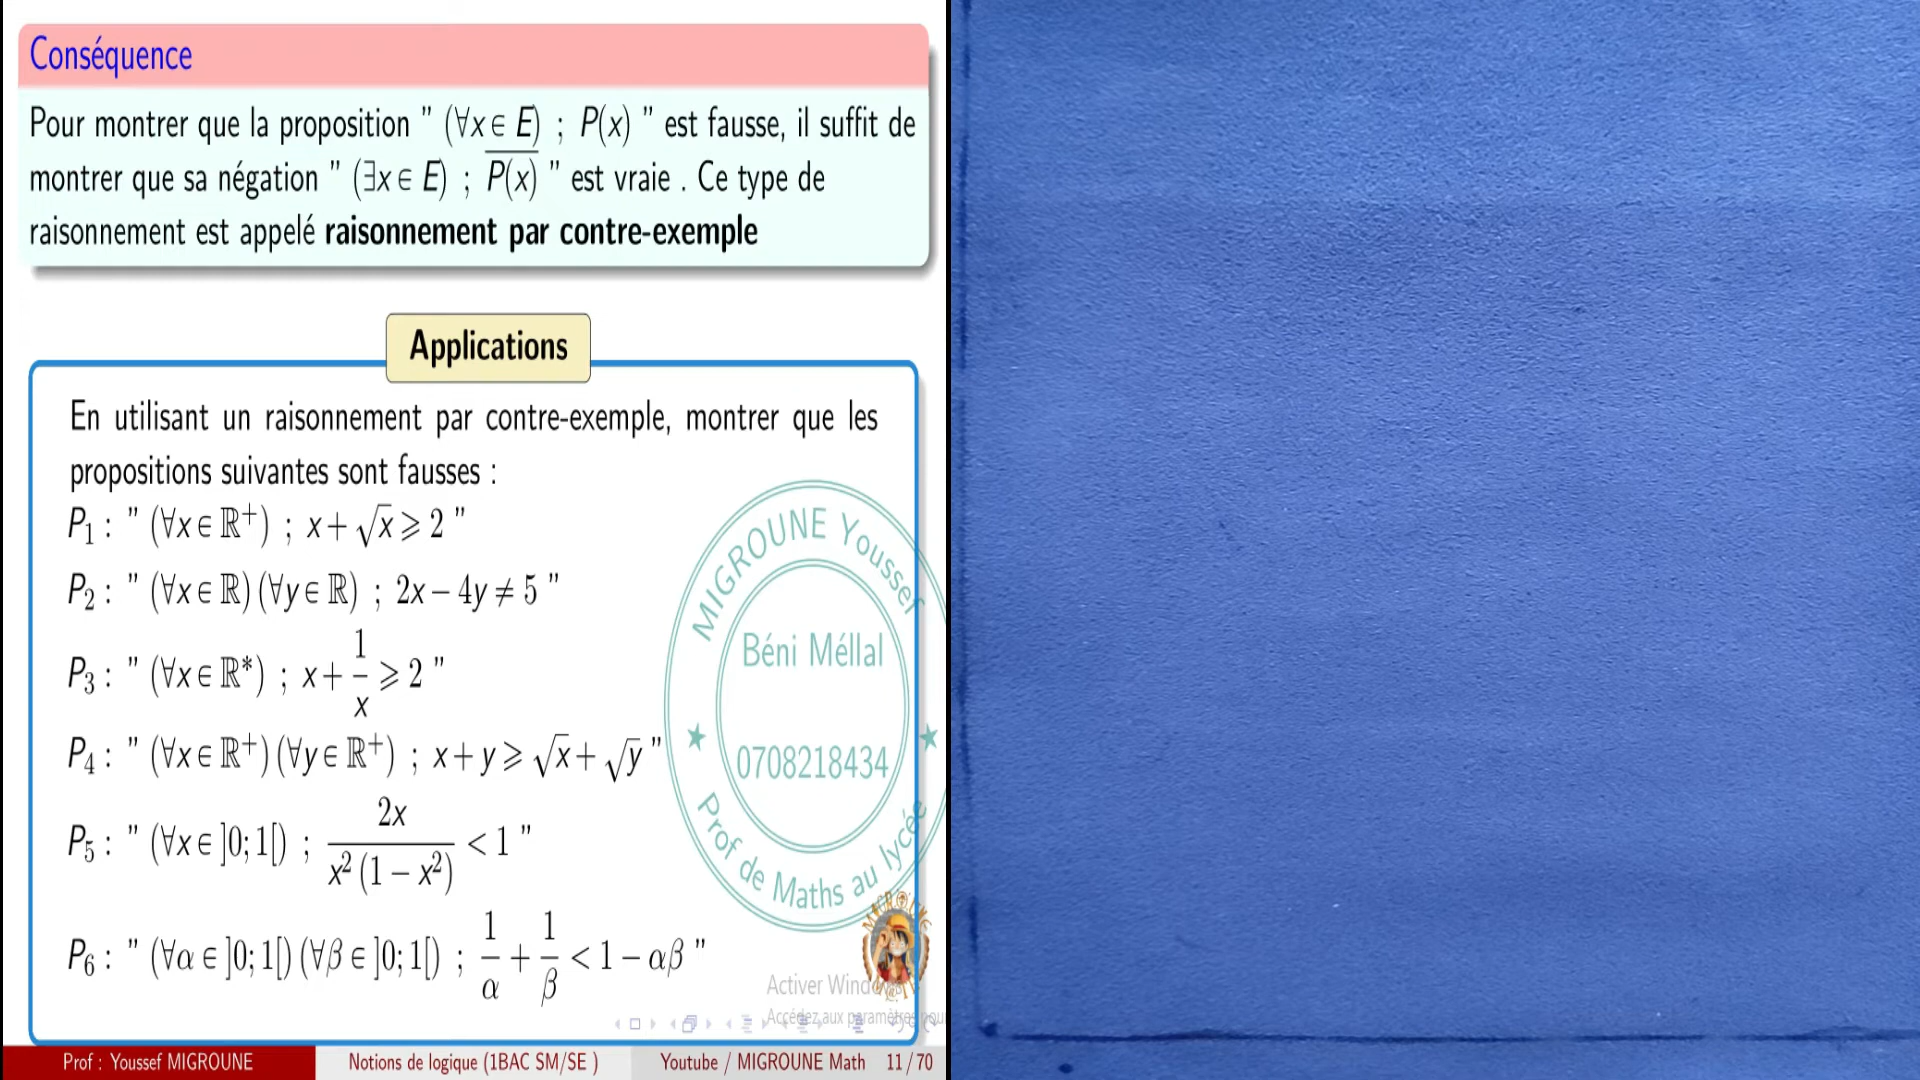 Conséquence
Pour montrer que la proposition " (∀x ∈ E) ; P(x) " est fausse, il suffit de
montrer que sa négation " (∃x ∈ E) ; \overline{P(x)} " est vraie . Ce type de
raisonnement est appelé raisonnement par contre-exemple
Applications
En utilisant un raisonnement par contre-exemple, montrer que les
propositions suivantes sont fausses :
P₁ : " (∀x ∈ ℝ⁺) ; x + √x ⩾ 2 "
P₂ : " (∀x ∈ ℝ) (∀y ∈ ℝ) ; 2x − 4y ≠ 5 "
P₃ : " (∀x ∈ ℝ*) ; x + 1/x ⩾ 2 "
P₄ : " (∀x ∈ ℝ⁺) (∀y ∈ ℝ⁺) ; x + y ⩾ √x + √y "
P₅ : " (∀x ∈ ]0; 1[) ; 2x / x² (1 − x²) < 1 "
P₆ : " (∀α ∈ ]0; 1[) (∀β ∈ ]0; 1[) ; 1/α + 1/β < 1 − αβ "
MIGROUNE Youssef
Béni Méllal
0708218434
Prof de Maths au lycée
Activer Wind
Accédez aux paramètres pour
Prof : Youssef MIGROUNE
Notions de logique (1BAC SM/SE )
Youtube / MIGROUNE Math
11 / 70